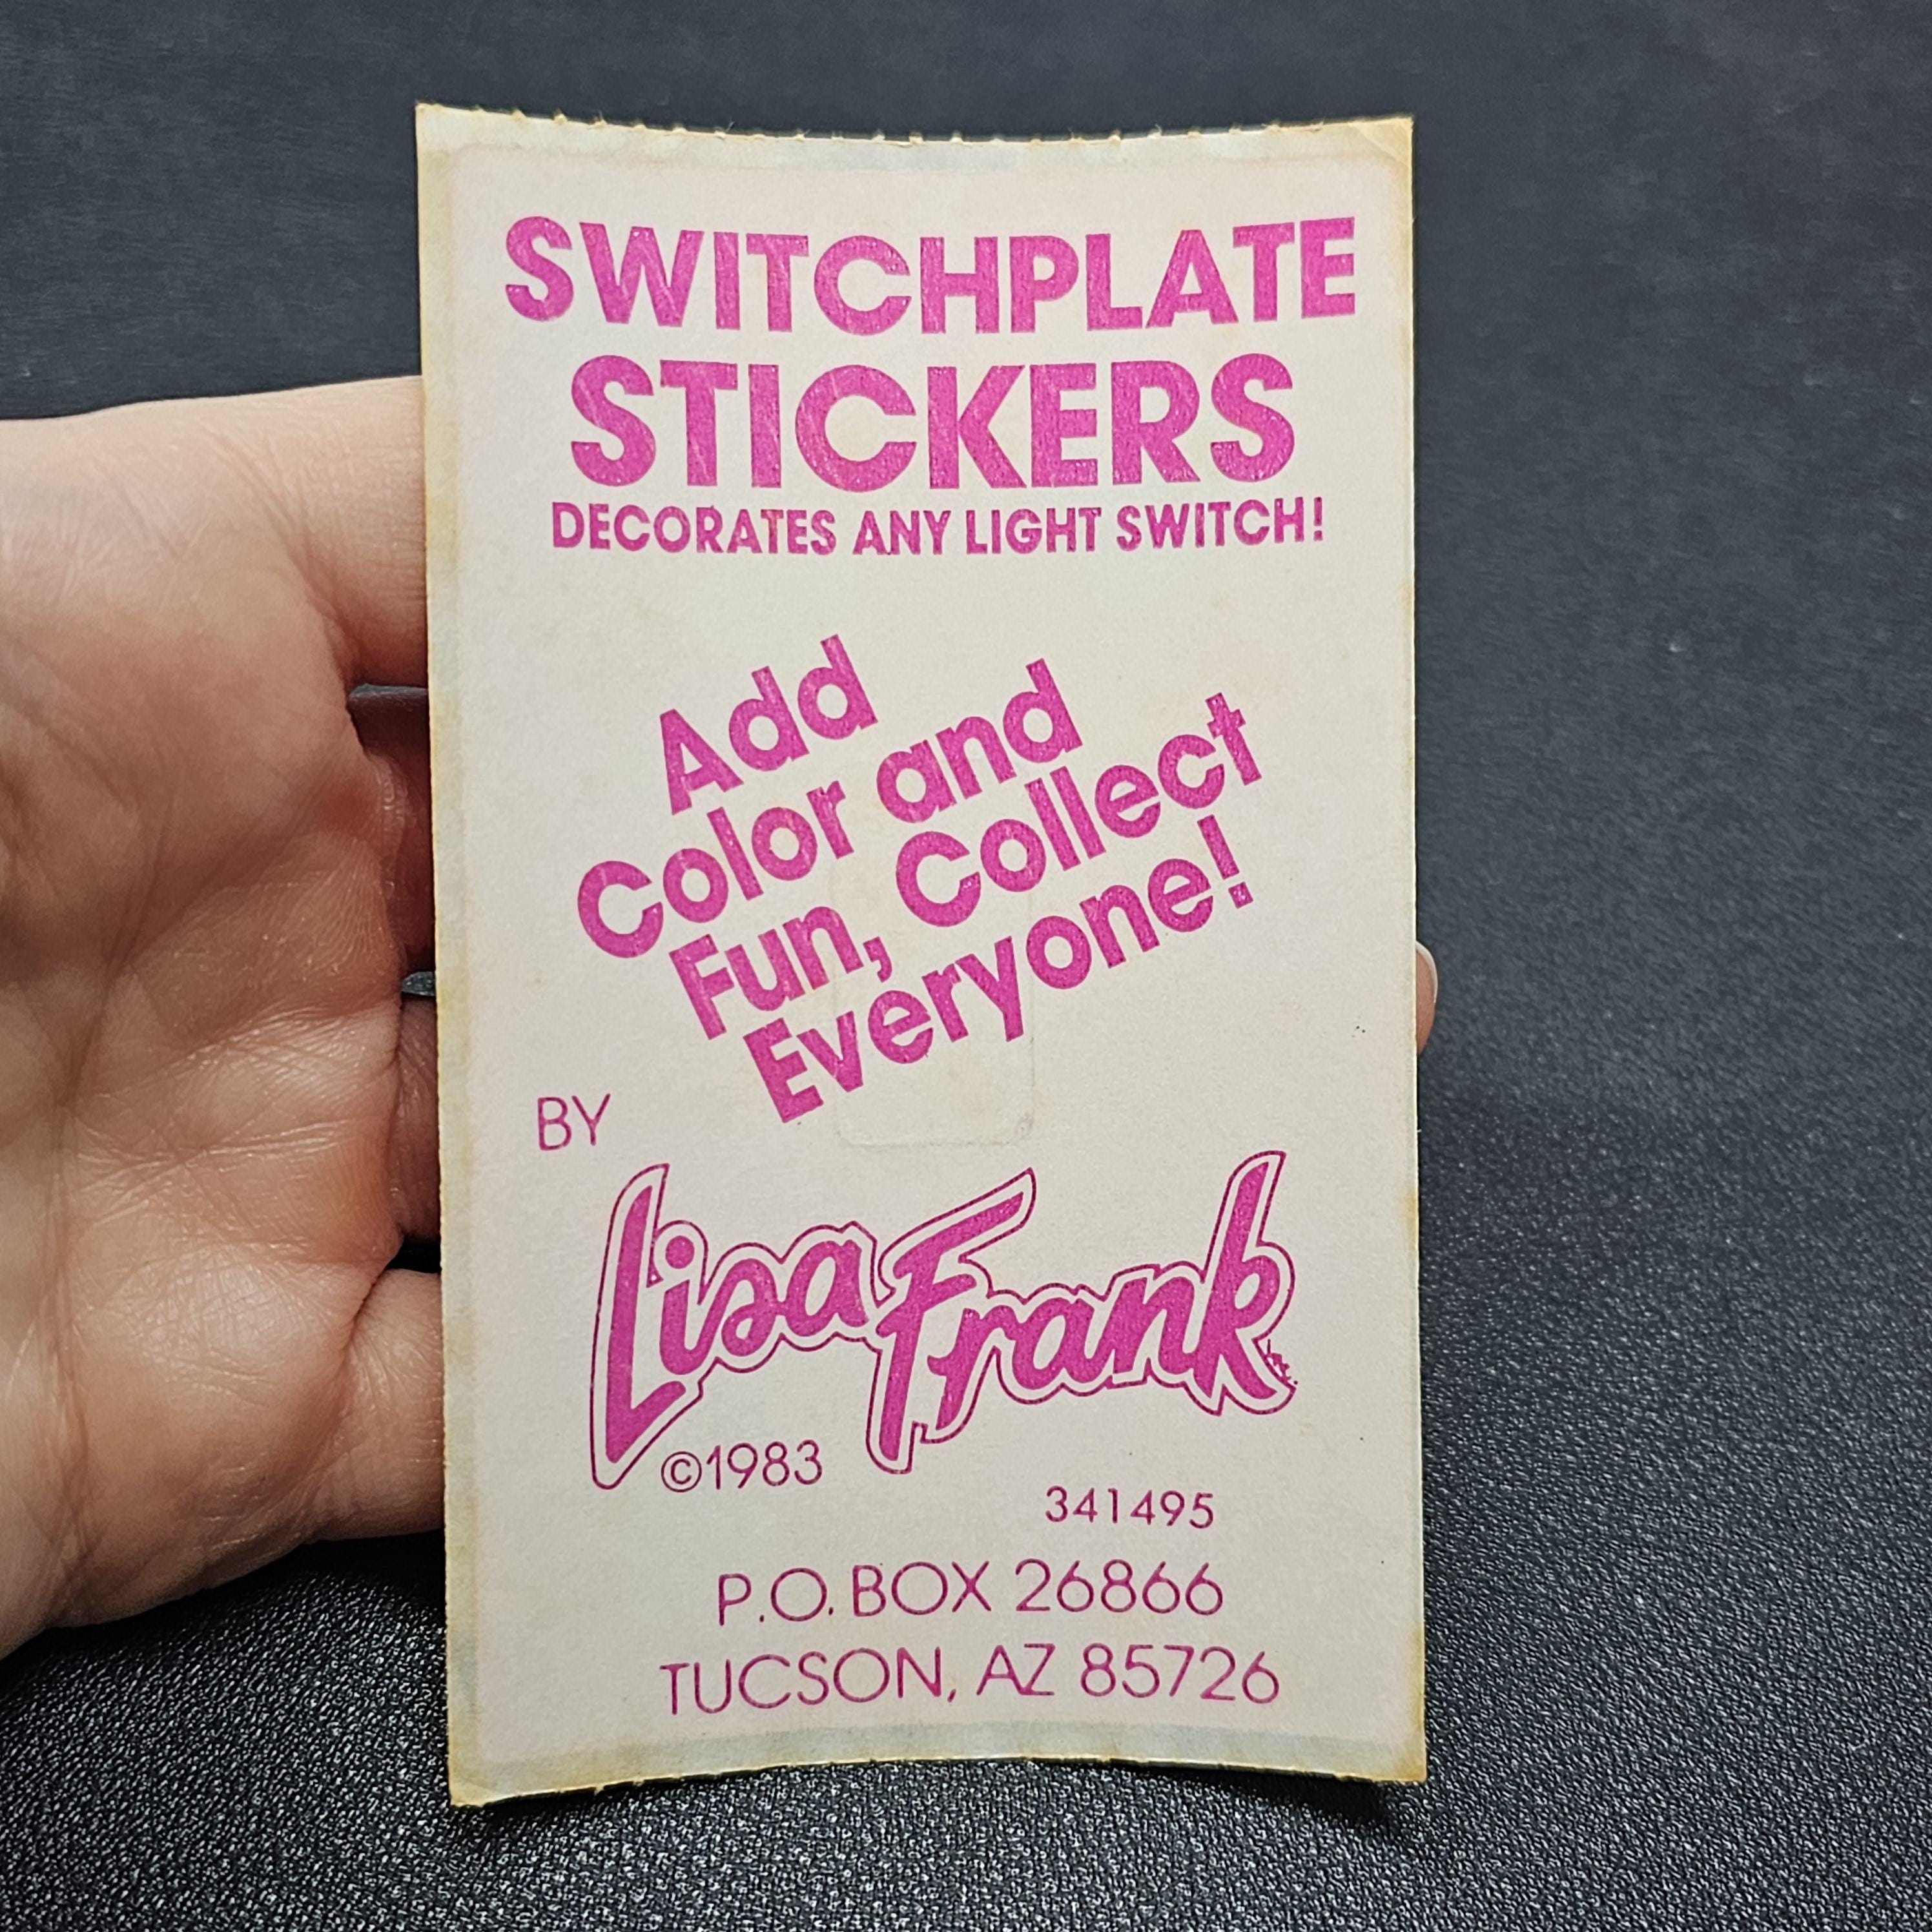 SWITCHPLATE
STICKERS
DECORATES ANY LIGHT SWITCH!
Add
Color and
Fun, Collect
Everyone!
BY
Lisa Frank
©1983
341495
P.O. BOX 26866
TUCSON, AZ 85726